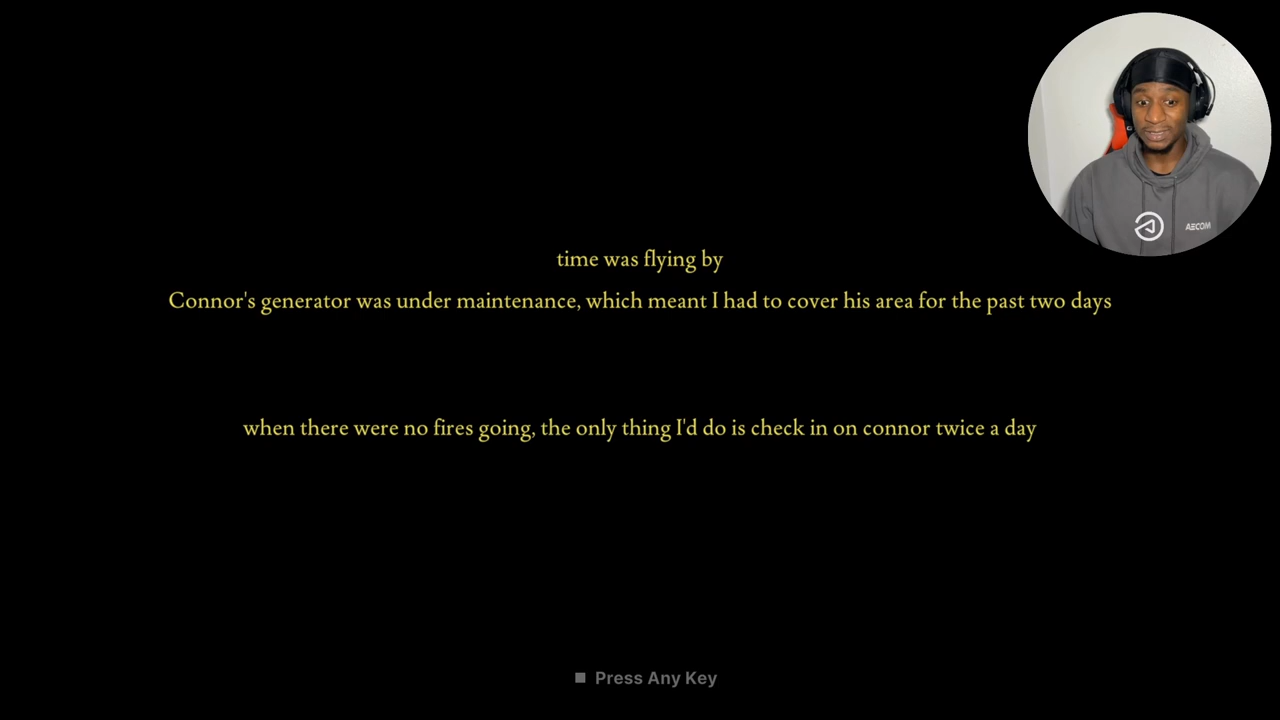 time was flying by
Connor's generator was under maintenance, which meant I had to cover his area for the past two days
when there were no fires going, the only thing I'd do is check in on connor twice a day
Press Any Key
AECOM